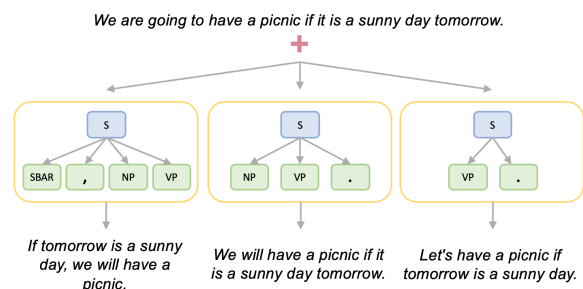 We are going to have a picnic if it is a sunny day tomorrow.
+
S
S
S
SBAR , NP VP
NP VP .
VP .
If tomorrow is a sunny
day, we will have a
picnic.
We will have a picnic if it
is a sunny day tomorrow.
Let's have a picnic if
tomorrow is a sunny day.